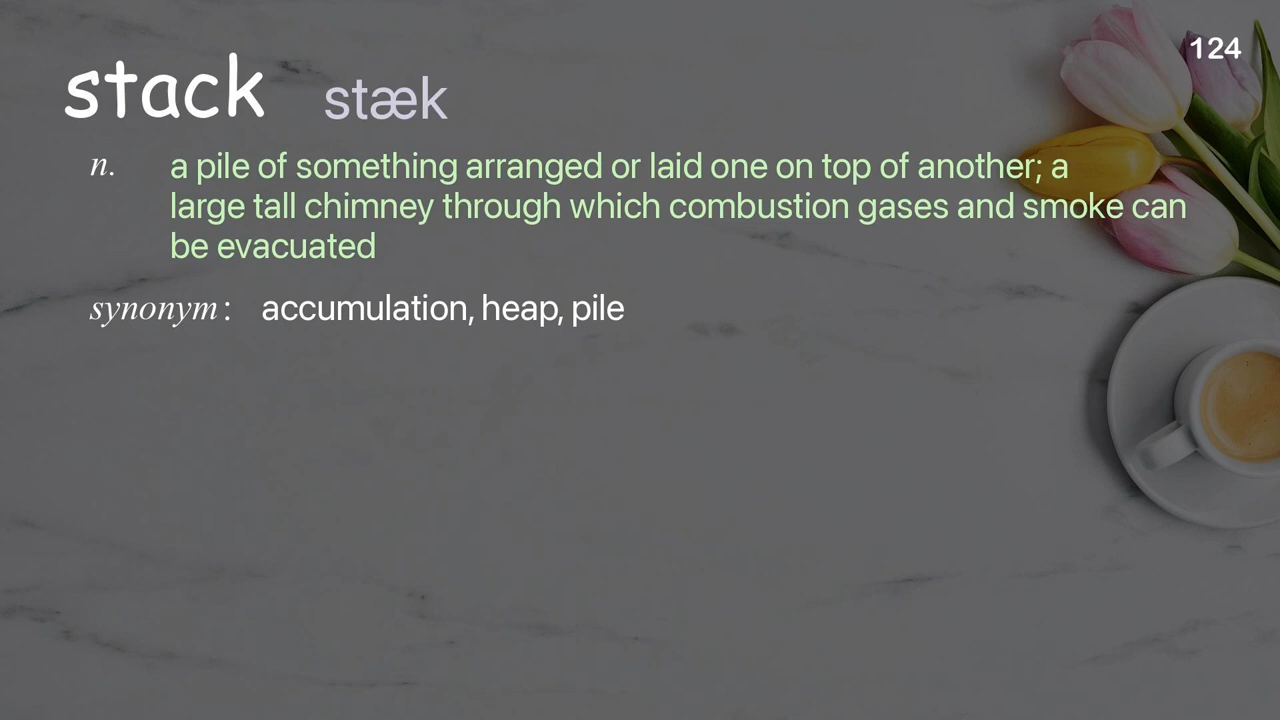 124
stack stæk
n. a pile of something arranged or laid one on top of another; a
large tall chimney through which combustion gases and smoke can
be evacuated
synonym : accumulation, heap, pile